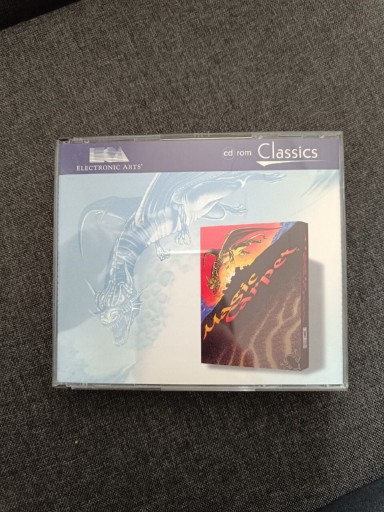 EA
ELECTRONIC ARTS
cd rom Classics
Magic
Carpet